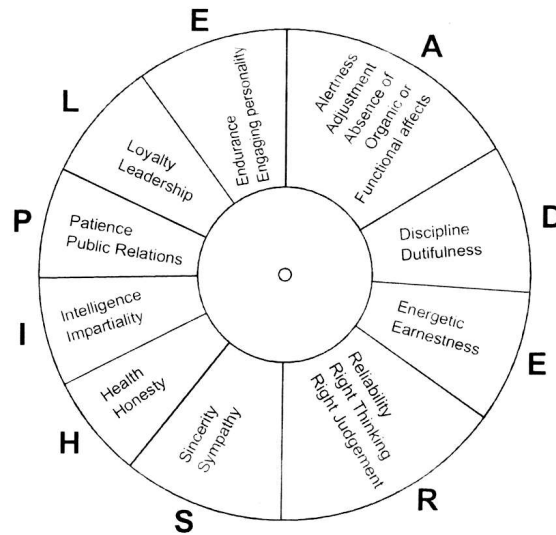 L
Loyalty
Leadership
E
Endurance
Engaging personality
A
Alertness
Adjustment
Absence of
Organic or
Functional affects
D
Discipline
Dutifulness
E
Energetic
Earnestness
R
Reliability
Right Thinking
Right Judgement
S
Sincerity
Sympathy
H
Health
Honesty
I
Intelligence
Impartiality
P
Patience
Public Relations